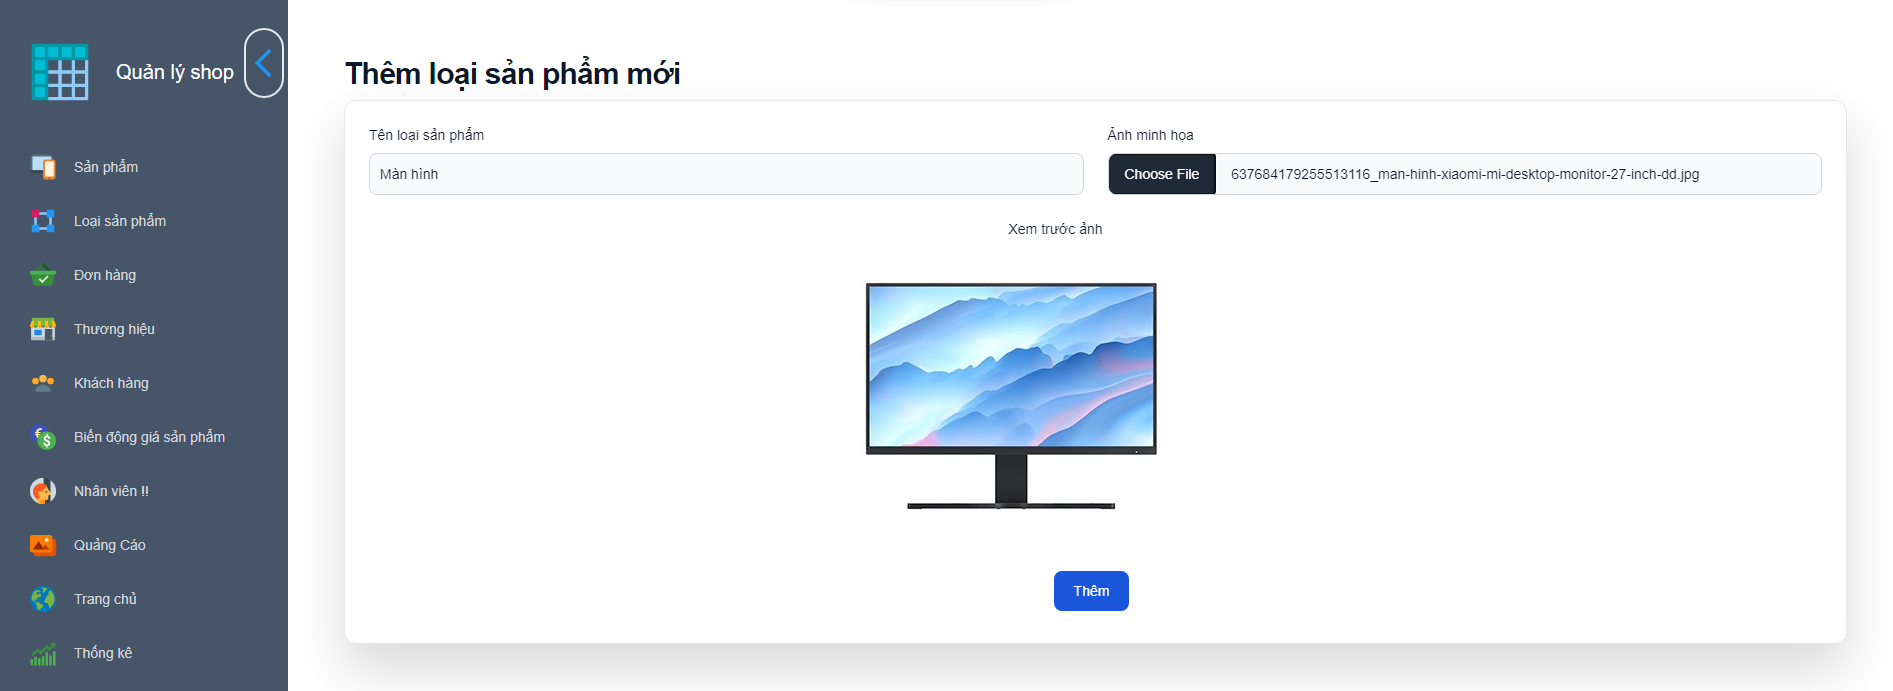 Quản lý shop
Sản phẩm
Loại sản phẩm
Đơn hàng
Thương hiệu
Khách hàng
Biến động giá sản phẩm
Nhân viên !!
Quảng Cáo
Trang chủ
Thống kê
Thêm loại sản phẩm mới
Tên loại sản phẩm
Màn hình
Ảnh minh họa
Choose File 637684179255513116_man-hinh-xiaomi-mi-desktop-monitor-27-inch-dd.jpg
Xem trước ảnh
Thêm